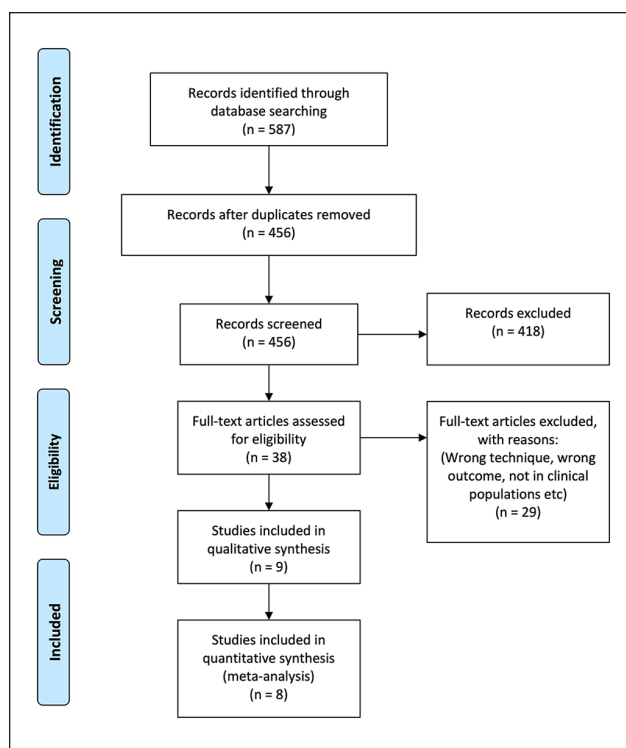 Identification
Records identified through
database searching
(n = 587)
Records after duplicates removed
(n = 456)
Screening
Records screened
(n = 456)
Records excluded
(n = 418)
Eligibility
Full-text articles assessed
for eligibility
(n = 38)
Full-text articles excluded,
with reasons:
(Wrong technique, wrong
outcome, not in clinical
populations etc)
(n = 29)
Studies included in
qualitative synthesis
(n = 9)
Included
Studies included in
quantitative synthesis
(meta-analysis)
(n = 8)